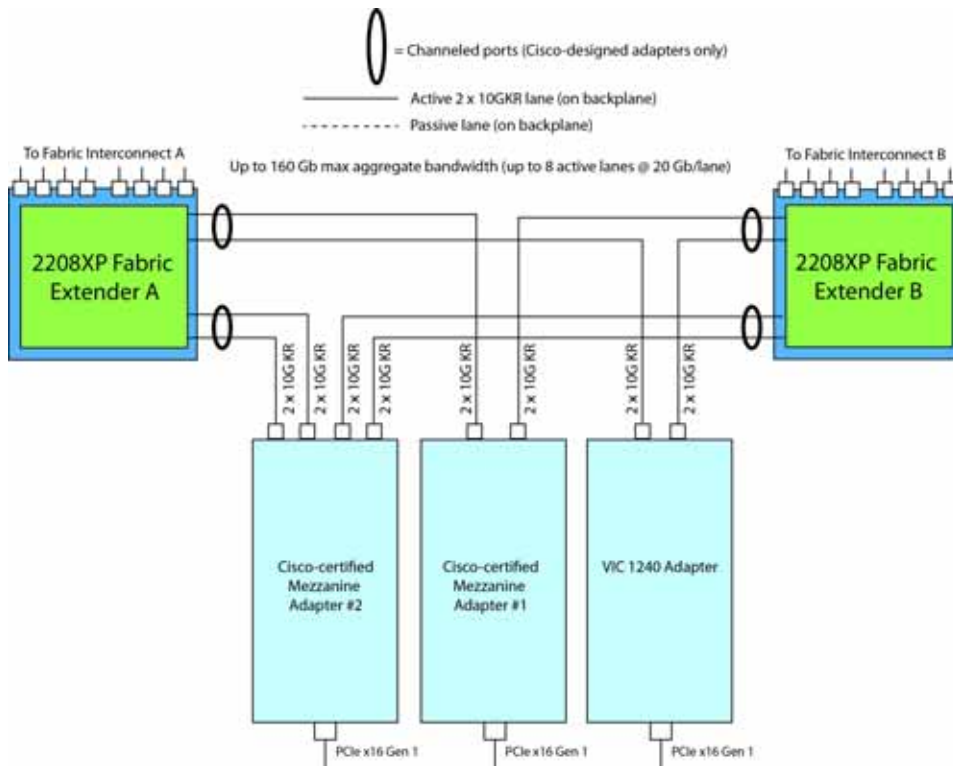 = Channeled ports (Cisco-designed adapters only)
Active 2 x 10GKR lane (on backplane)
Passive lane (on backplane)
To Fabric Interconnect A
Up to 160 Gb max aggregate bandwidth (up to 8 active lanes @ 20 Gb/lane)
To Fabric Interconnect B
2208XP Fabric
Extender A
2208XP Fabric
Extender B
2 x 10G KR
2 x 10G KR
2 x 10G KR
2 x 10G KR
2 x 10G KR
2 x 10G KR
2 x 10G KR
2 x 10G KR
Cisco-certified
Mezzanine
Adapter #2
Cisco-certified
Mezzanine
Adapter #1
VIC 1240 Adapter
PCIe x16 Gen 1
PCIe x16 Gen 1
PCIe x16 Gen 1